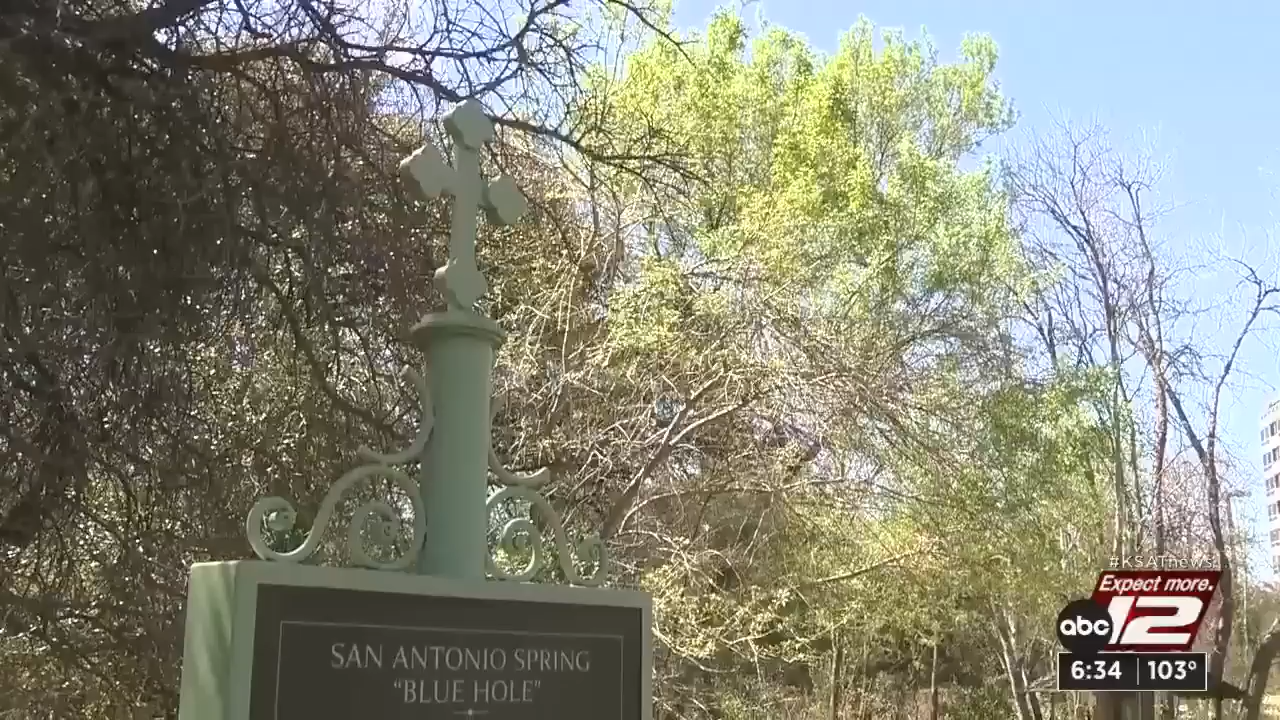 SAN ANTONIO SPRING
"BLUE HOLE"
#KSATnews
Expect more.
abc 12
6:34 103°